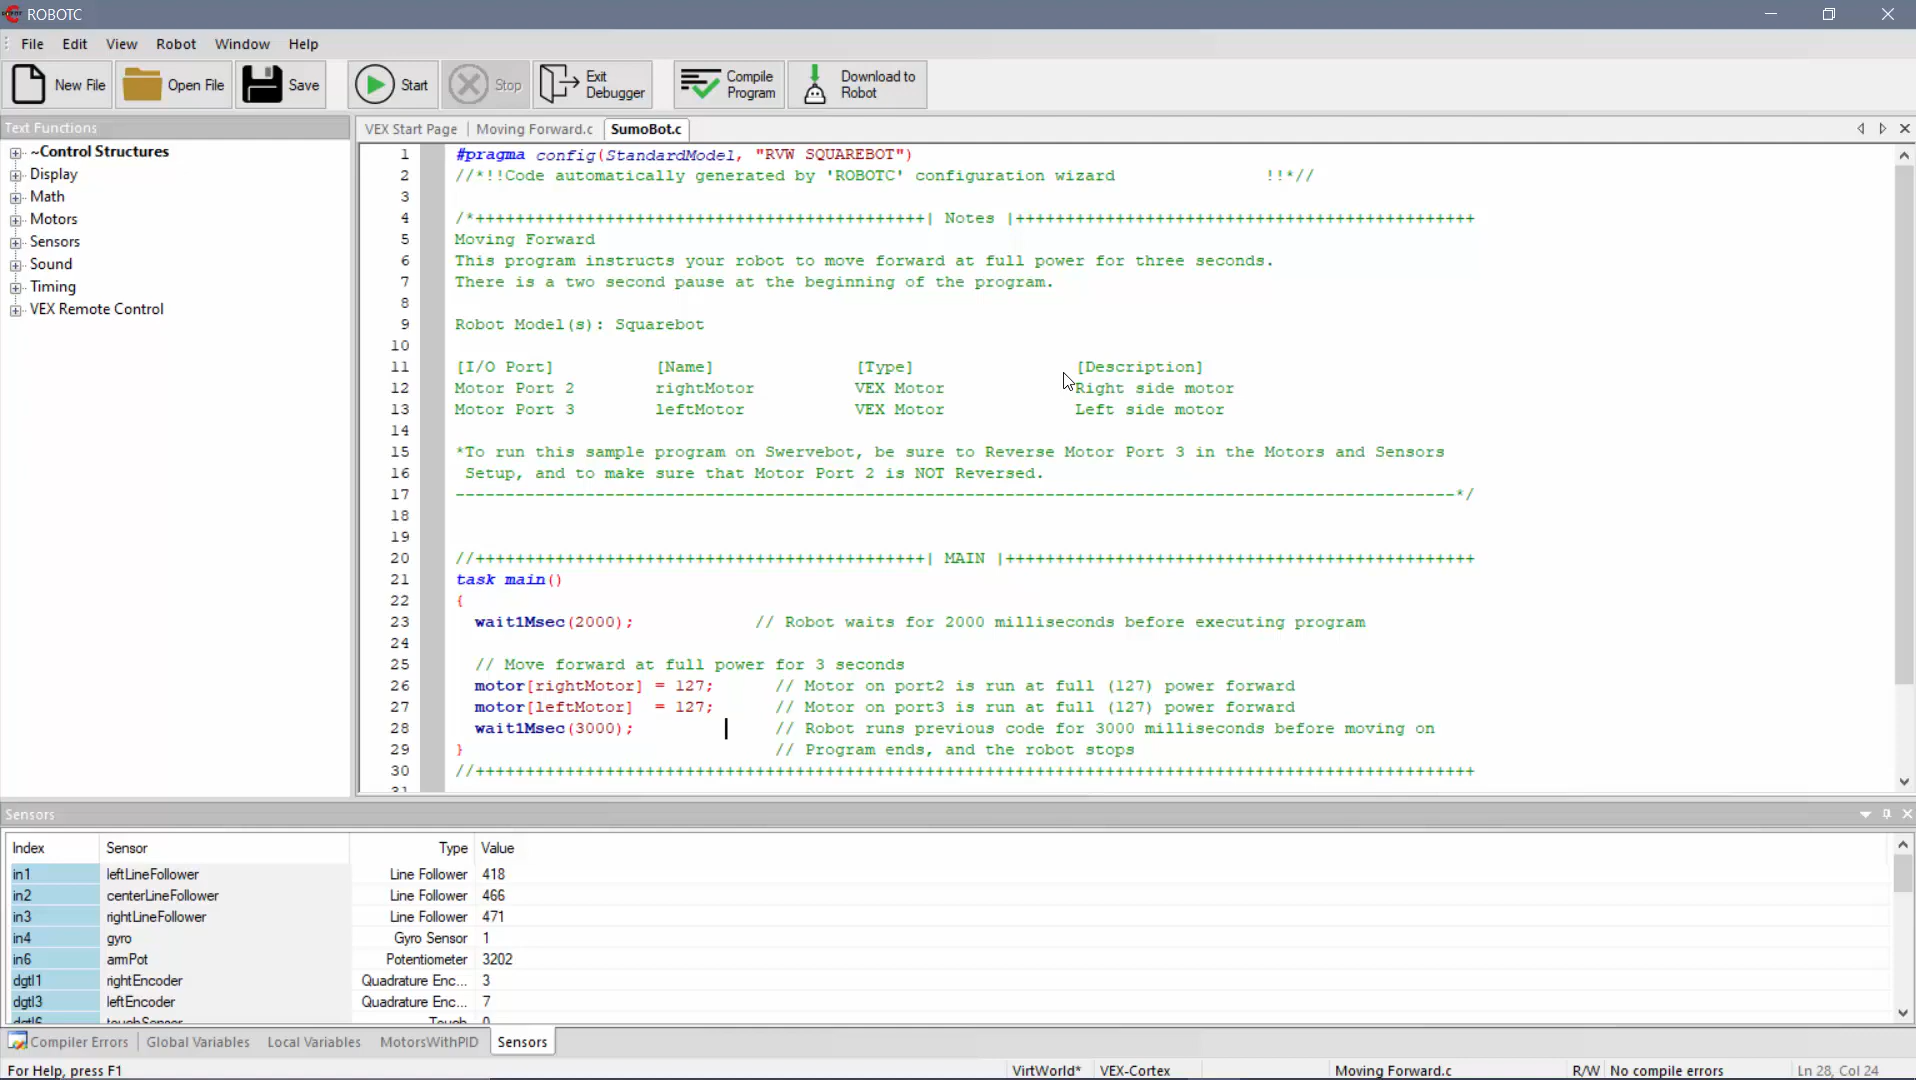 ROBOTC
File Edit View Robot Window Help
New File Open File Save Start Stop Exit Debugger Compile Program Download to Robot
Text Functions
~Control Structures
Display
Math
Motors
Sensors
Sound
Timing
VEX Remote Control
VEX Start Page | Moving Forward.c SumoBot.c
1 #pragma config(StandardModel, "RVW SQUAREBOT")
2 //*!!Code automatically generated by 'ROBOTC' configuration wizard !!*//
3
4 /*+++++++++++++++++++++++++++++++++++++++++++++| Notes |++++++++++++++++++++++++++++++++++++++++++++++
5 Moving Forward
6 This program instructs your robot to move forward at full power for three seconds.
7 There is a two second pause at the beginning of the program.
8
9 Robot Model(s): Squarebot
10
11 [I/O Port] [Name] [Type] [Description]
12 Motor Port 2 rightMotor VEX Motor Right side motor
13 Motor Port 3 leftMotor VEX Motor Left side motor
14
15 *To run this sample program on Swervebot, be sure to Reverse Motor Port 3 in the Motors and Sensors
16 Setup, and to make sure that Motor Port 2 is NOT Reversed.
17 ----------------------------------------------------------------------------------------------------*/
18
19
20 //+++++++++++++++++++++++++++++++++++++++++++++| MAIN |+++++++++++++++++++++++++++++++++++++++++++++++
21 task main()
22 {
23 wait1Msec(2000); // Robot waits for 2000 milliseconds before executing program
24
25 // Move forward at full power for 3 seconds
26 motor[rightMotor] = 127; // Motor on port2 is run at full (127) power forward
27 motor[leftMotor] = 127; // Motor on port3 is run at full (127) power forward
28 wait1Msec(3000); // Robot runs previous code for 3000 milliseconds before moving on
29 } // Program ends, and the robot stops
30 //++++++++++++++++++++++++++++++++++++++++++++++++++++++++++++++++++++++++++++++++++++++++++++++++++++
31
Sensors
Index Sensor Type Value
in1 leftLineFollower Line Follower 418
in2 centerLineFollower Line Follower 466
in3 rightLineFollower Line Follower 471
in4 gyro Gyro Sensor 1
in6 armPot Potentiometer 3202
dgtl1 rightEncoder Quadrature Enc... 3
dgtl3 leftEncoder Quadrature Enc... 7
dgtl6 touchSensor Touch 0
Compiler Errors | Global Variables Local Variables MotorsWithPID Sensors
For Help, press F1 VirtWorld* VEX-Cortex Moving Forward.c R/W No compile errors Ln 28, Col 24